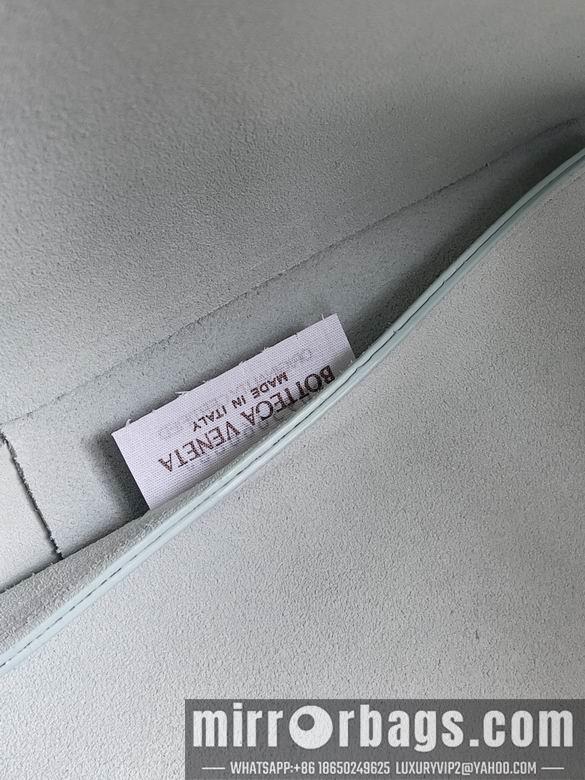 BOTTEGA VENETA
MADE IN ITALY
mirrorbags.com
WHATSAPP:+86 18650249625 LUXURYVIP2@YAHOO.COM